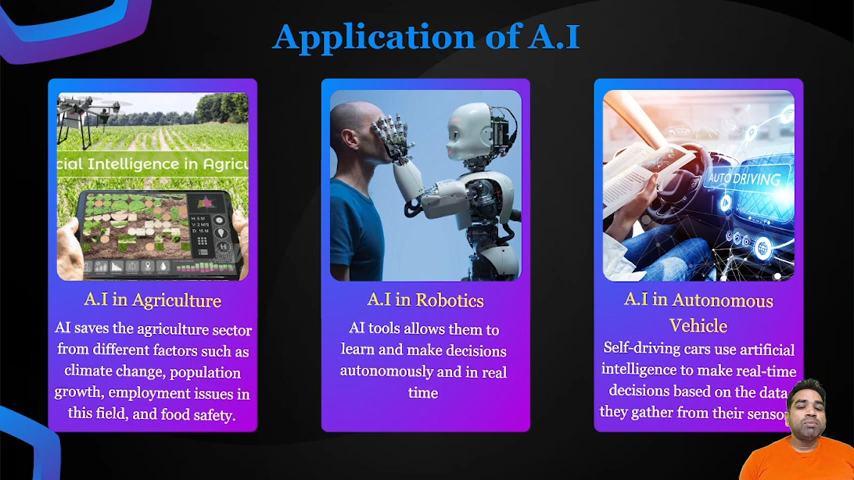 Application of A.I
cial Intelligence in Agricu
AUTO DRIVING
A.I in Agriculture
AI saves the agriculture sector
from different factors such as
climate change, population
growth, employment issues in
this field, and food safety.
A.I in Robotics
AI tools allows them to
learn and make decisions
autonomously and in real
time
A.I in Autonomous
Vehicle
Self-driving cars use artificial
intelligence to make real-time
decisions based on the data
they gather from their